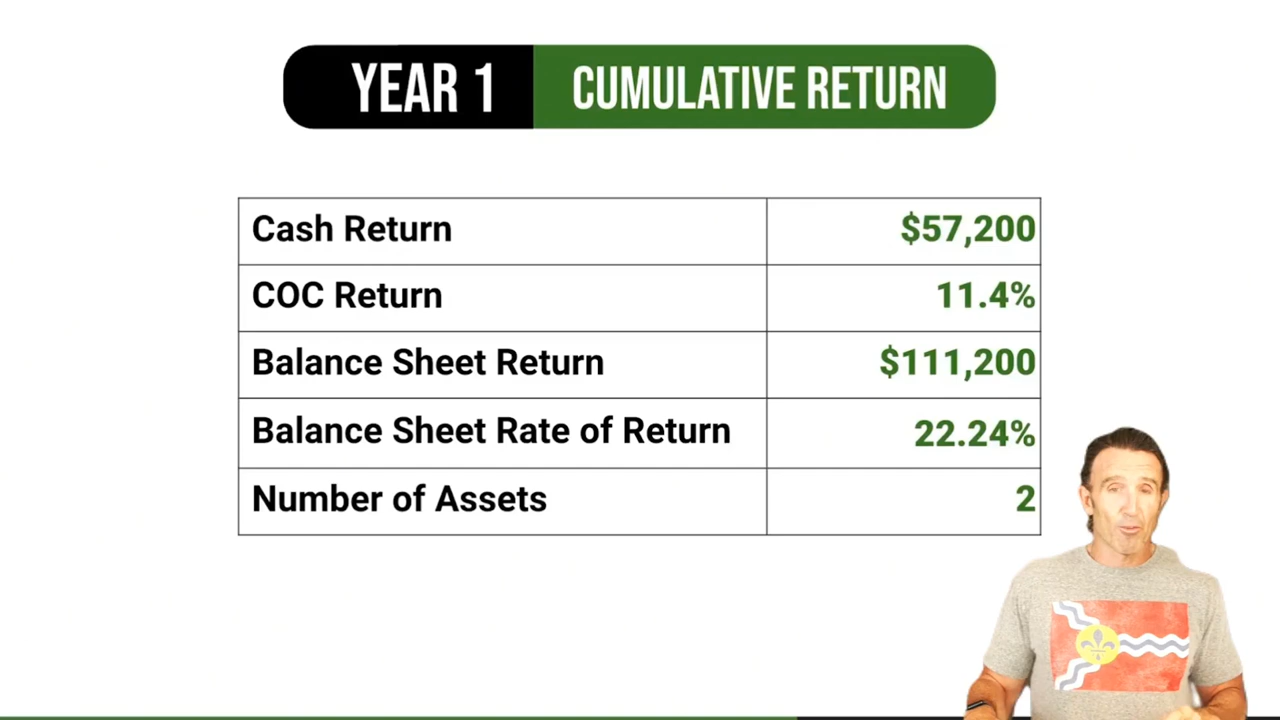 YEAR 1 CUMULATIVE RETURN
Cash Return $57,200
COC Return 11.4%
Balance Sheet Return $111,200
Balance Sheet Rate of Return 22.24%
Number of Assets 2